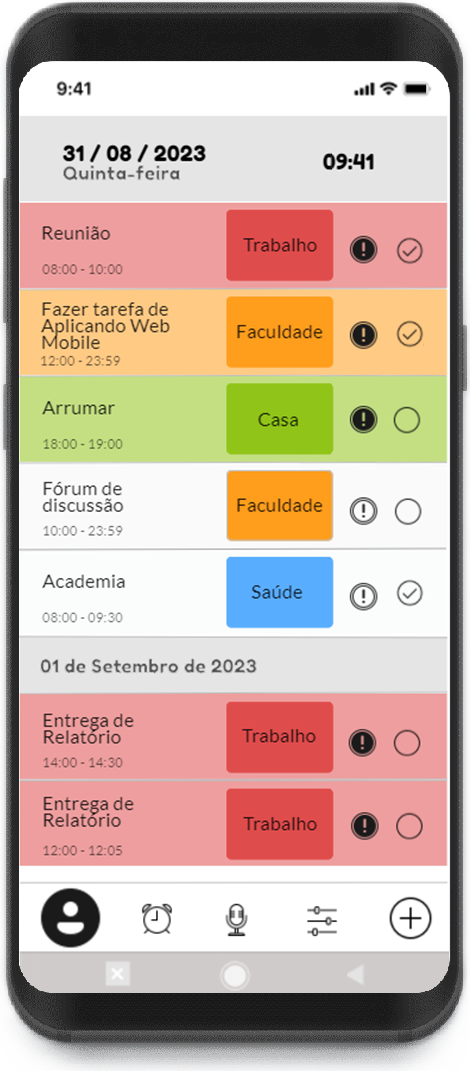 9:41
31 / 08 / 2023
Quinta-feira
09:41
Reunião
08:00 - 10:00
Trabalho
Fazer tarefa de
Aplicando Web
Mobile
12:00 - 23:59
Faculdade
Arrumar
18:00 - 19:00
Casa
Fórum de
discussão
10:00 - 23:59
Faculdade
Academia
08:00 - 09:30
Saúde
01 de Setembro de 2023
Entrega de
Relatório
14:00 - 14:30
Trabalho
Entrega de
Relatório
12:00 - 12:05
Trabalho